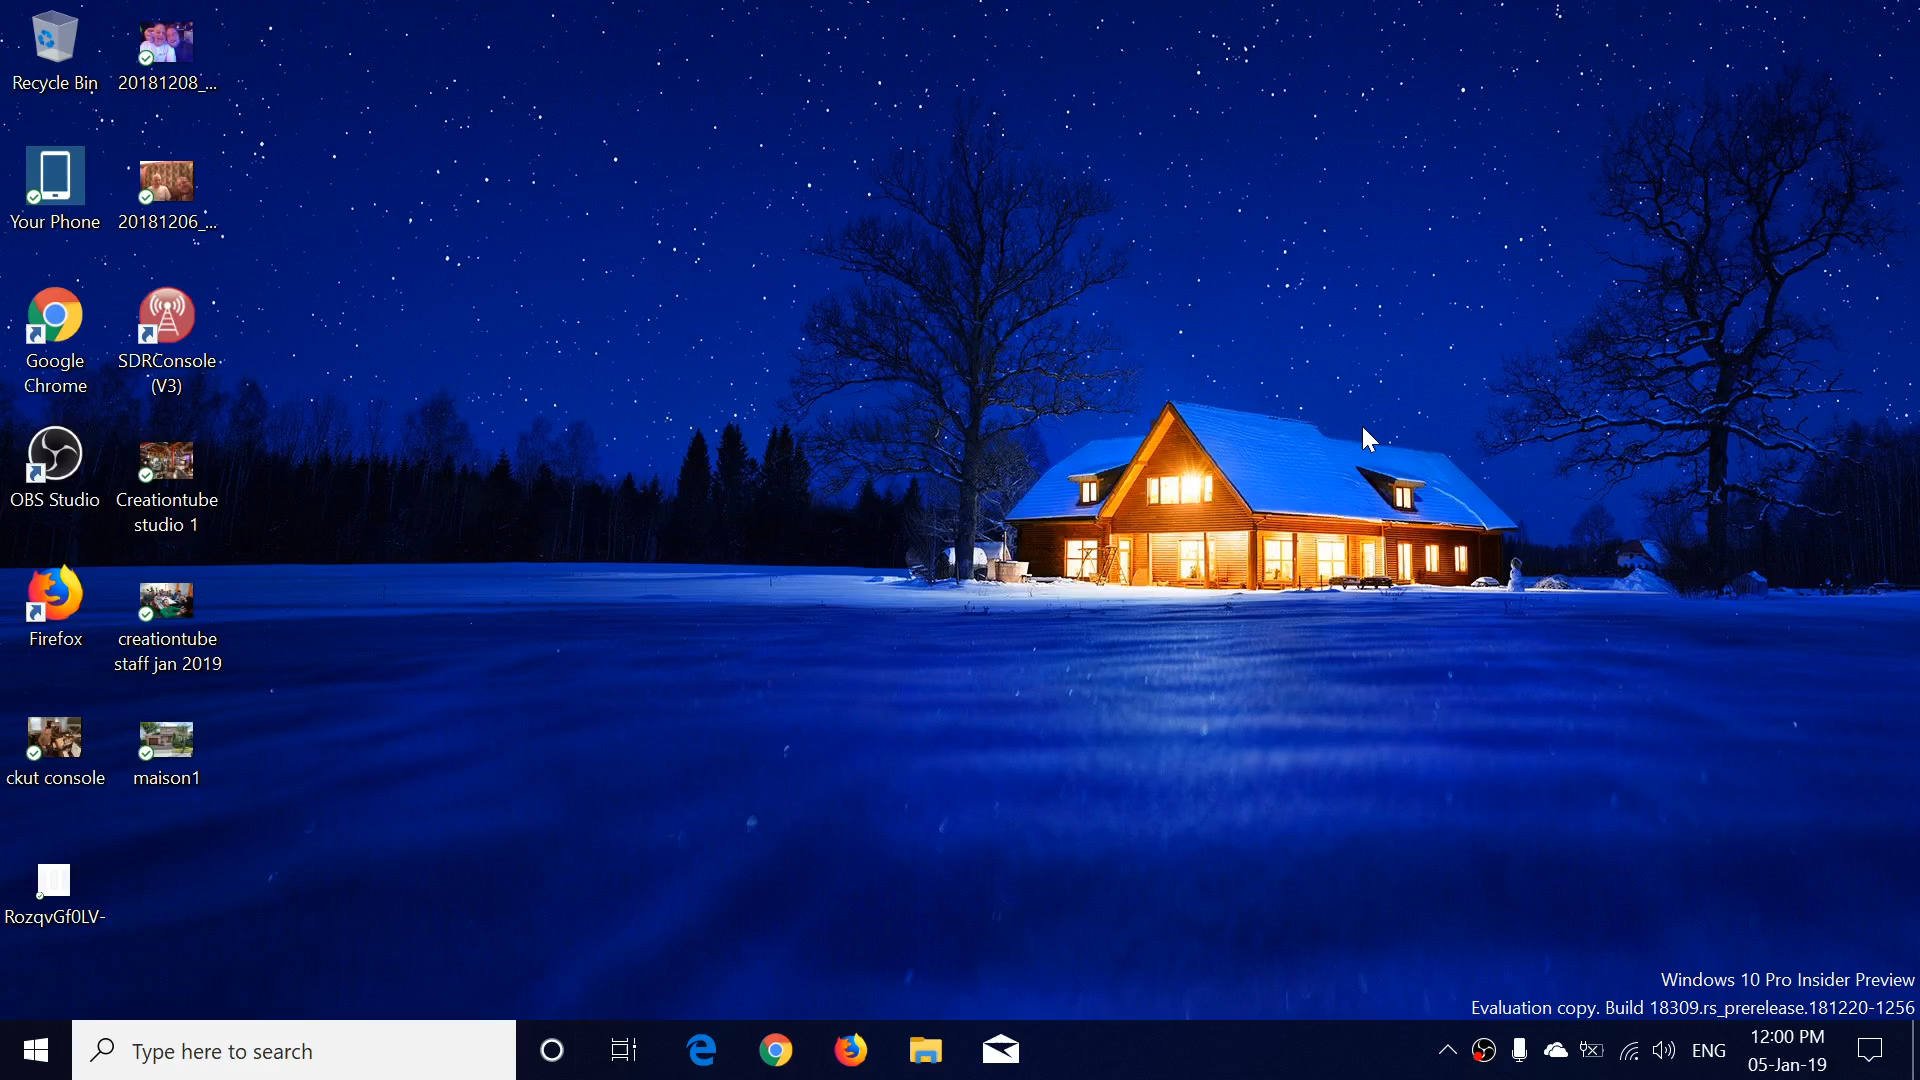 Recycle Bin
20181208_...
Your Phone
20181206_...
Google
Chrome
SDRConsole
(V3)
OBS Studio
Creationtube
studio 1
Firefox
creationtube
staff jan 2019
ckut console
maison1
RozqvGf0LV-
Windows 10 Pro Insider Preview
Evaluation copy. Build 18309.rs_prerelease.181220-1256
Type here to search
ENG
12:00 PM
05-Jan-19